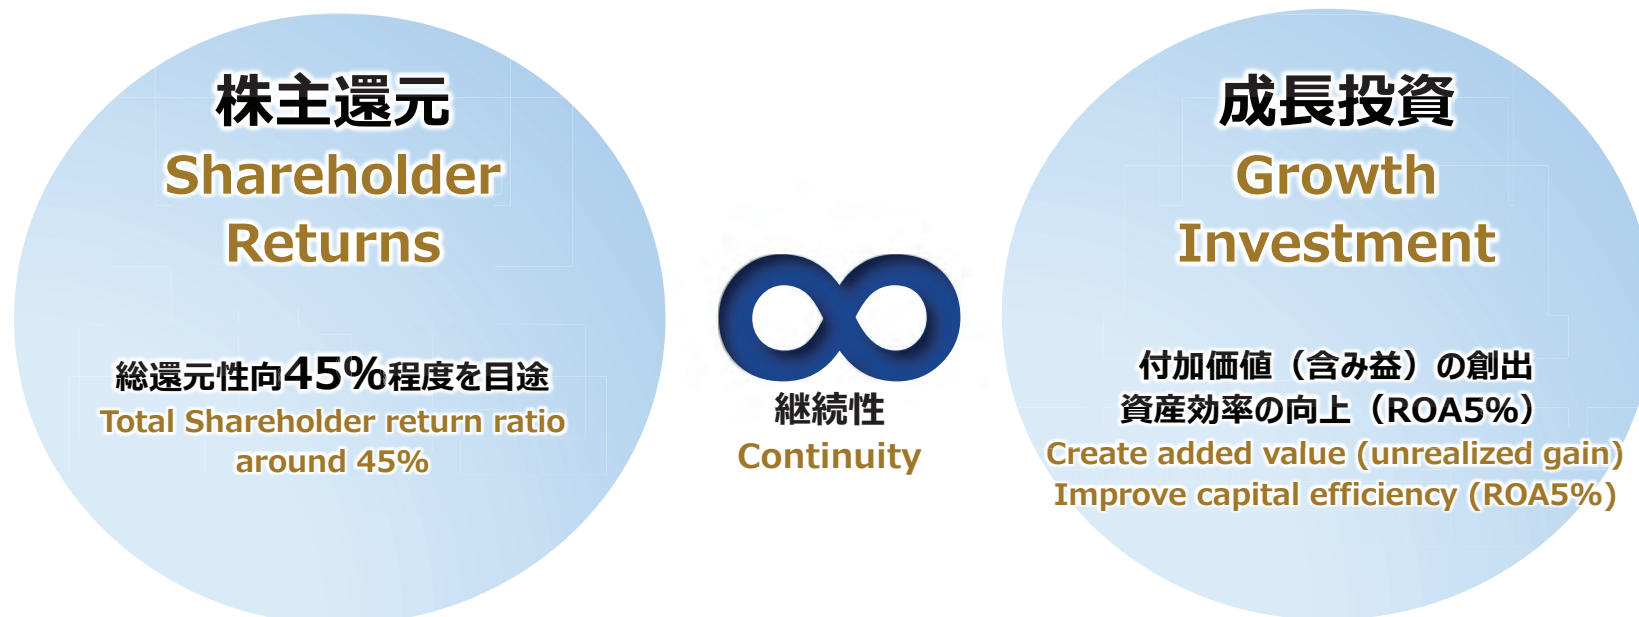 株主還元
Shareholder
Returns
総還元性向45%程度を目途
Total Shareholder return ratio
around 45%
継続性
Continuity
成長投資
Growth
Investment
付加価値（含み益）の創出
資産効率の向上（ROA5%）
Create added value (unrealized gain)
Improve capital efficiency (ROA5%)